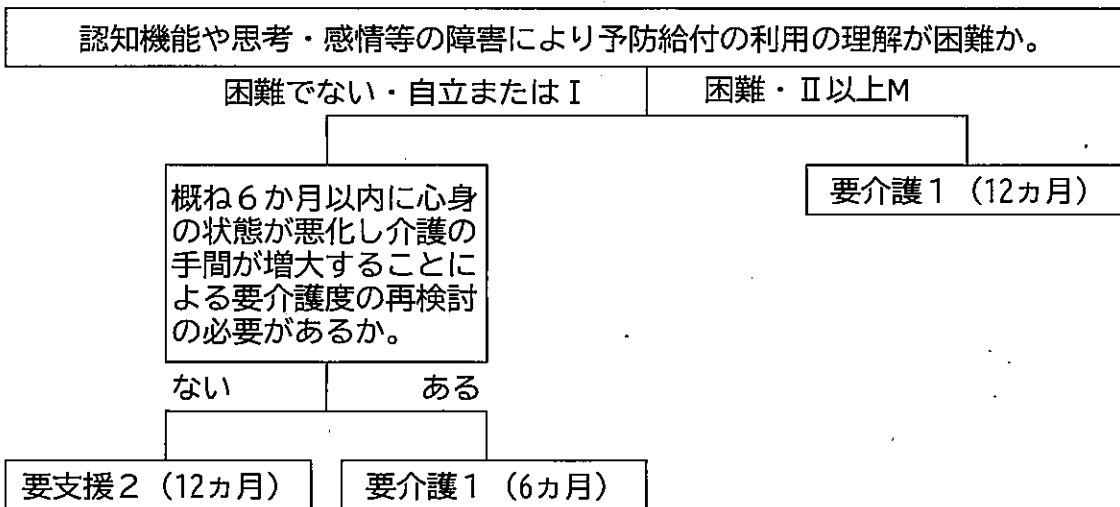 認知機能や思考・感情等の障害により予防給付の利用の理解が困難か。
困難でない・自立またはⅠ
困難・Ⅱ以上M
概ね6か月以内に心身
の状態が悪化し介護の
手間が増大することに
よる要介護度の再検討
の必要があるか。
要介護1（12ヵ月）
ない
ある
要支援2（12ヵ月）
要介護1（6ヵ月）